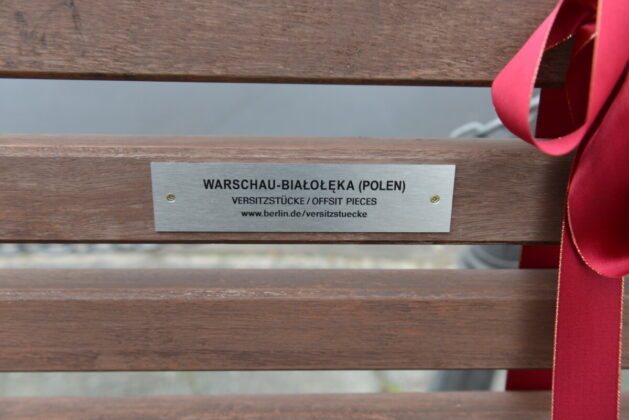 WARSCHAU-BIAŁOŁĘKA (POLEN)
VERSITZSTÜCKE / OFFSIT PIECES
www.berlin.de/versitzstuecke